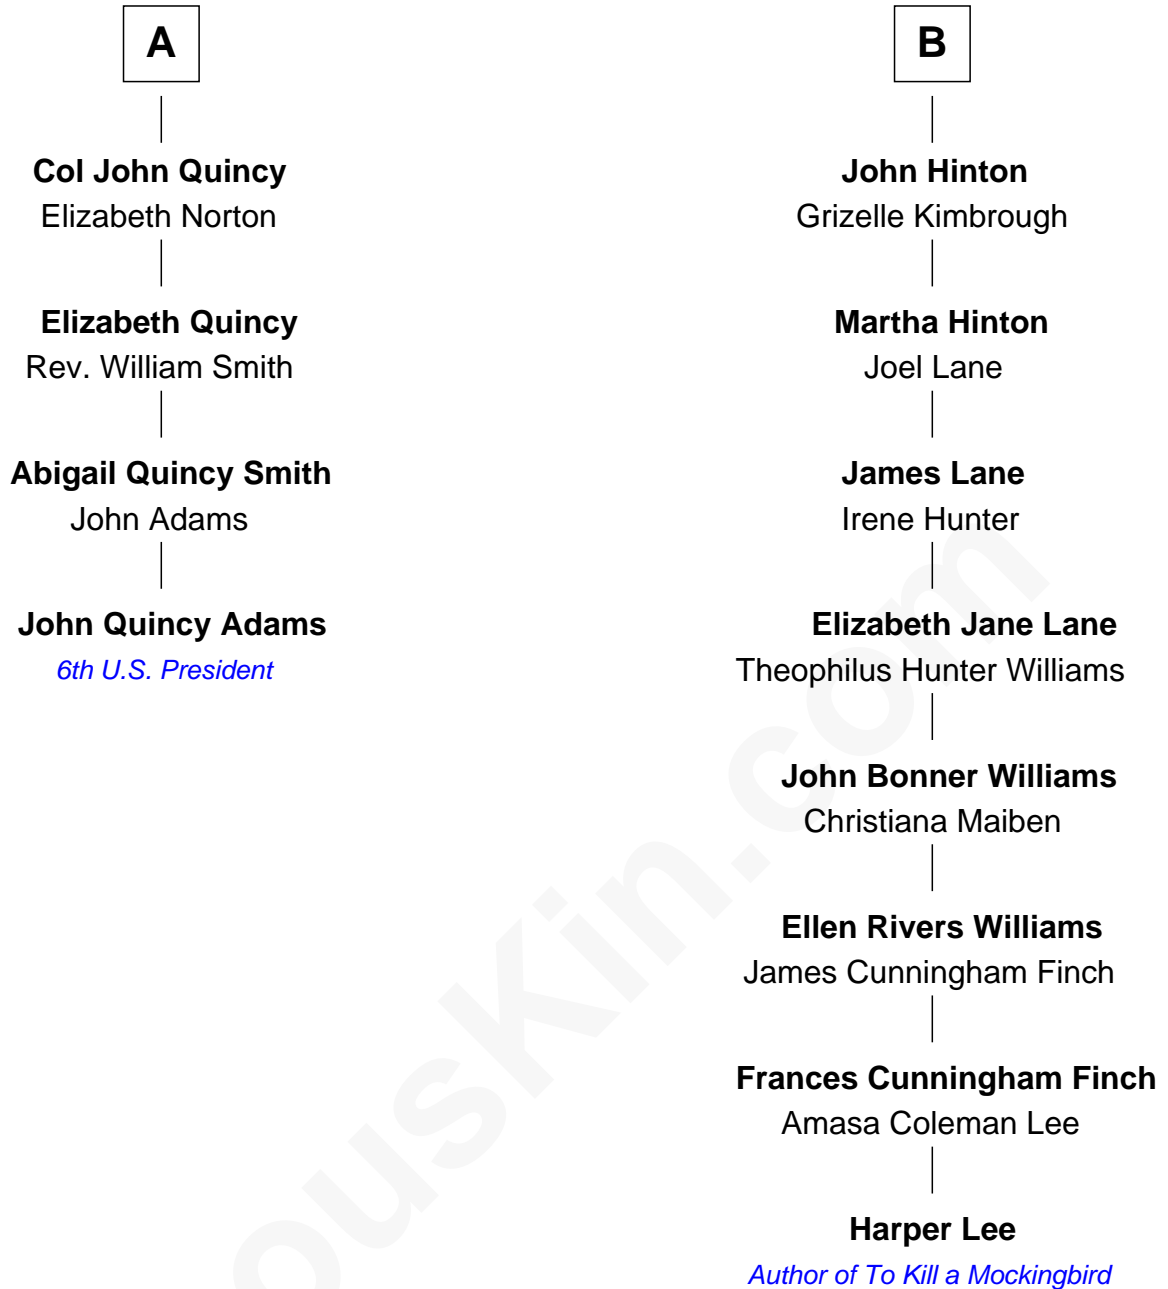 A
Col John Quincy
Elizabeth Norton
Elizabeth Quincy
Rev. William Smith
Abigail Quincy Smith
John Adams
John Quincy Adams
6th U.S. President
B
John Hinton
Grizelle Kimbrough
Martha Hinton
Joel Lane
James Lane
Irene Hunter
Elizabeth Jane Lane
Theophilus Hunter Williams
John Bonner Williams
Christiana Maiben
Ellen Rivers Williams
James Cunningham Finch
Frances Cunningham Finch
Amasa Coleman Lee
Harper Lee
Author of To Kill a Mockingbird
ousKin.com